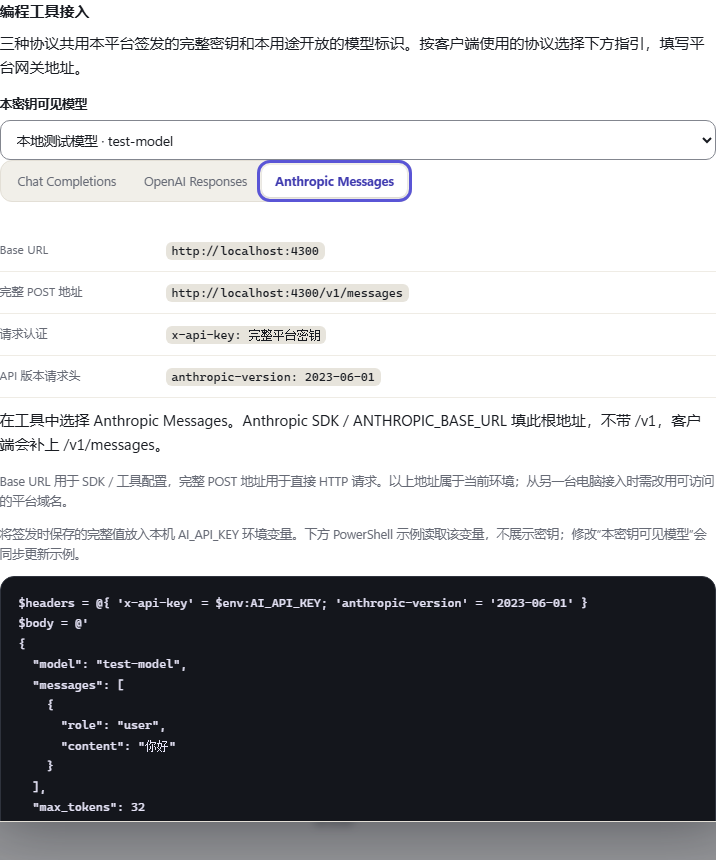 编程工具接入
三种协议共用本平台签发的完整密钥和本用途开放的模型标识。按客户端使用的协议选择下方指引，填写平
台网关地址。
本密钥可见模型
本地测试模型 · test-model
Chat Completions
OpenAI Responses
Anthropic Messages
Base URL
http://localhost:4300
完整 POST 地址
http://localhost:4300/v1/messages
请求认证
x-api-key: 完整平台密钥
API 版本请求头
anthropic-version: 2023-06-01
在工具中选择 Anthropic Messages。Anthropic SDK / ANTHROPIC_BASE_URL 填此根地址，不带 /v1，客户
端会补上 /v1/messages。
Base URL 用于 SDK / 工具配置，完整 POST 地址用于直接 HTTP 请求。以上地址属于当前环境；从另一台电脑接入时需改用可访问
的平台域名。
将签发时保存的完整值放入本机 AI_API_KEY 环境变量。下方 PowerShell 示例读取该变量，不展示密钥；修改“本密钥可见模型”会
同步更新示例。
$headers = @{ 'x-api-key' = $env:AI_API_KEY; 'anthropic-version' = '2023-06-01' }
$body = @'
{
  "model": "test-model",
  "messages": [
    {
      "role": "user",
      "content": "你好"
    }
  ],
  "max_tokens": 32